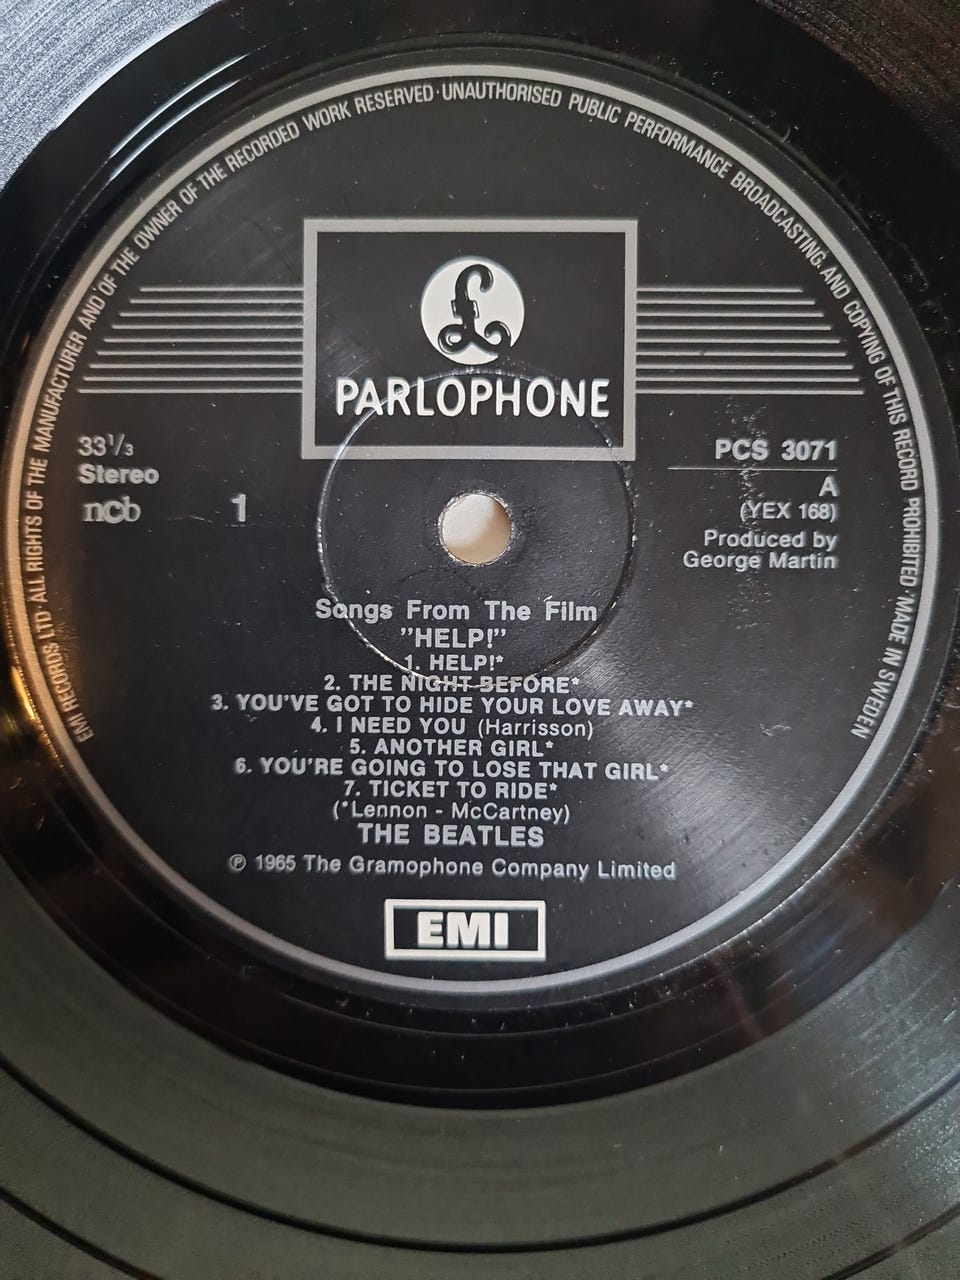 EMI RECORDS LTD · ALL RIGHTS OF THE MANUFACTURER AND OF THE OWNER OF THE RECORDED WORK RESERVED · UNAUTHORISED PUBLIC PERFORMANCE BROADCASTING AND COPYING OF THIS RECORD PROHIBITED · MADE IN SWEDEN
£
PARLOPHONE
33⅓
Stereo
ncb
1
PCS 3071
A
(YEX 168)
Produced by
George Martin
Songs From The Film
"HELP!"
1. HELP!*
2. THE NIGHT BEFORE*
3. YOU'VE GOT TO HIDE YOUR LOVE AWAY*
4. I NEED YOU (Harrisson)
5. ANOTHER GIRL*
6. YOU'RE GOING TO LOSE THAT GIRL*
7. TICKET TO RIDE*
(*Lennon - McCartney)
THE BEATLES
℗ 1965 The Gramophone Company Limited
EMI